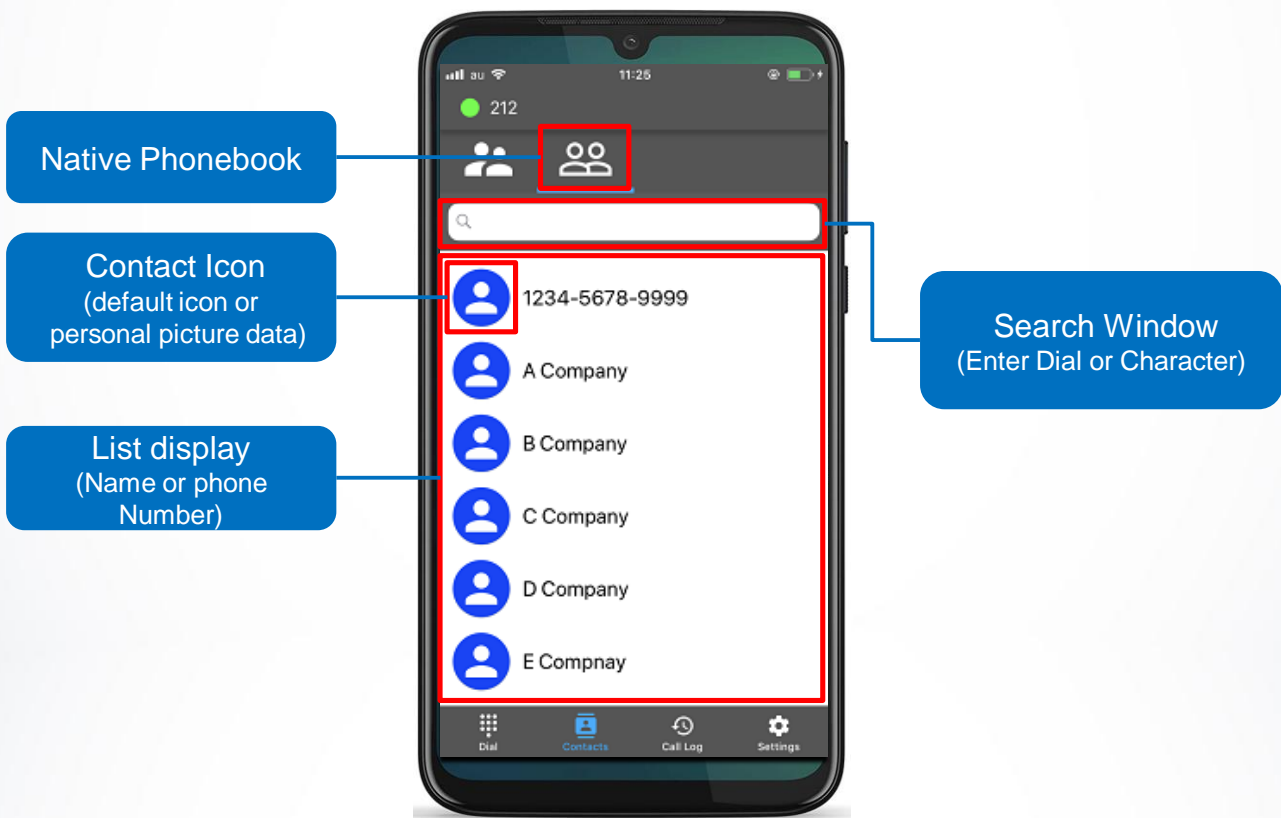 au 11:25
212
Native Phonebook
Contact Icon
(default icon or
personal picture data)
List display
(Name or phone
Number)
1234-5678-9999
A Company
B Company
C Company
D Company
E Compnay
Search Window
(Enter Dial or Character)
Dial Contacts Call Log Settings